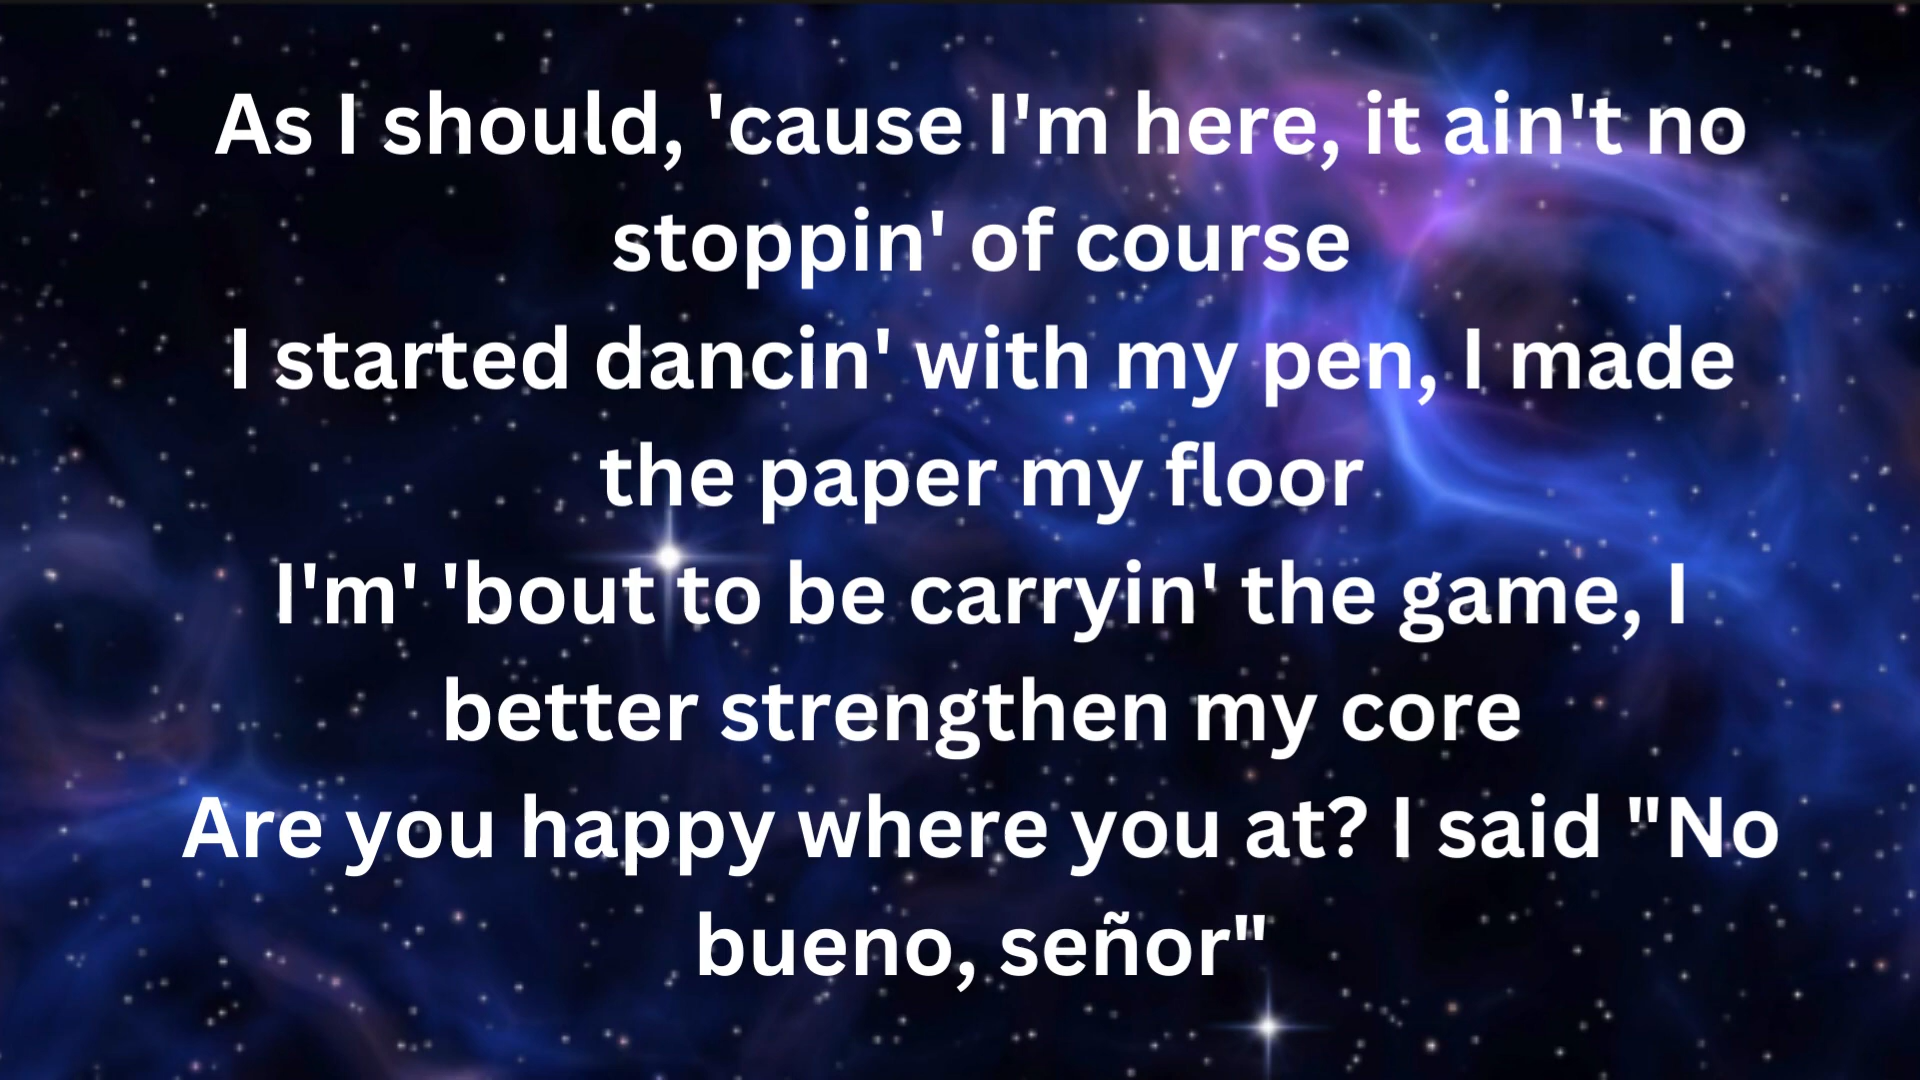 As I should, 'cause I'm here, it ain't no
stoppin' of course
I started dancin' with my pen, I made
the paper my floor
I'm' 'bout to be carryin' the game, I
better strengthen my core
Are you happy where you at? I said "No
bueno, señor"